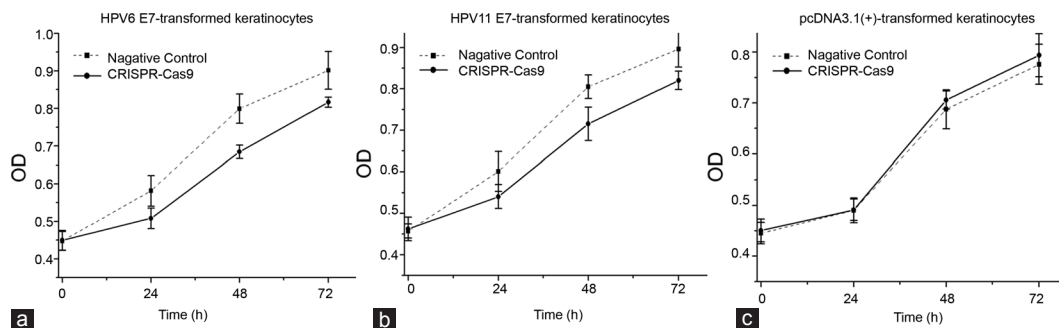 HPV6 E7-transformed keratinocytes
Nagative Control
CRISPR-Cas9
OD
1.0
0.9
0.8
0.7
0.6
0.5
0.4
0
24
48
72
Time (h)
a
HPV11 E7-transformed keratinocytes
Nagative Control
CRISPR-Cas9
OD
0.9
0.8
0.7
0.6
0.5
0.4
0
24
48
72
Time (h)
b
pcDNA3.1(+)-transformed keratinocytes
Nagative Control
CRISPR-Cas9
OD
0.8
0.7
0.6
0.5
0.4
0
24
48
72
Time (h)
c